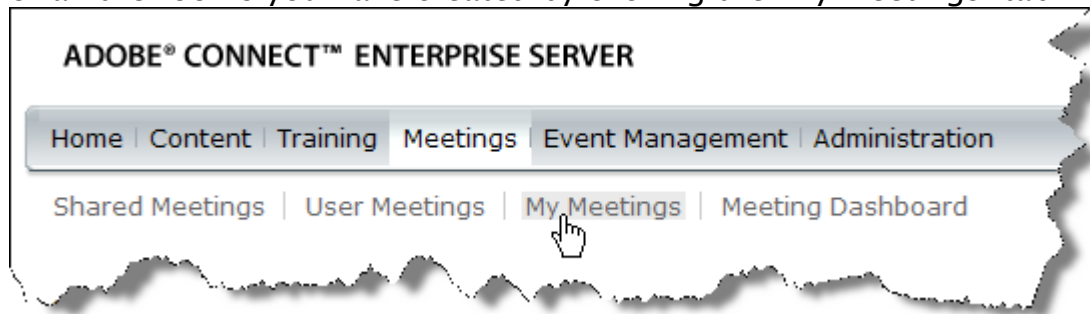 ADOBE® CONNECT™ ENTERPRISE SERVER
Home | Content | Training | Meetings | Event Management | Administration
Shared Meetings | User Meetings | My Meetings | Meeting Dashboard